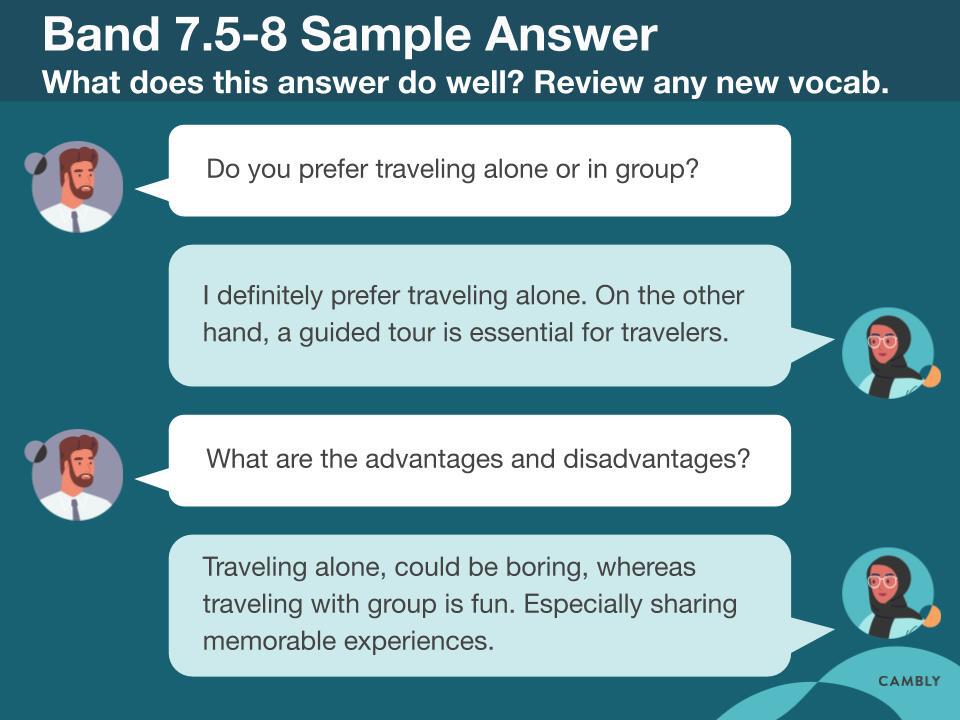 Band 7.5-8 Sample Answer
What does this answer do well? Review any new vocab.
Do you prefer traveling alone or in group?
I definitely prefer traveling alone. On the other
hand, a guided tour is essential for travelers.
What are the advantages and disadvantages?
Traveling alone, could be boring, whereas
traveling with group is fun. Especially sharing
memorable experiences.
CAMBLY